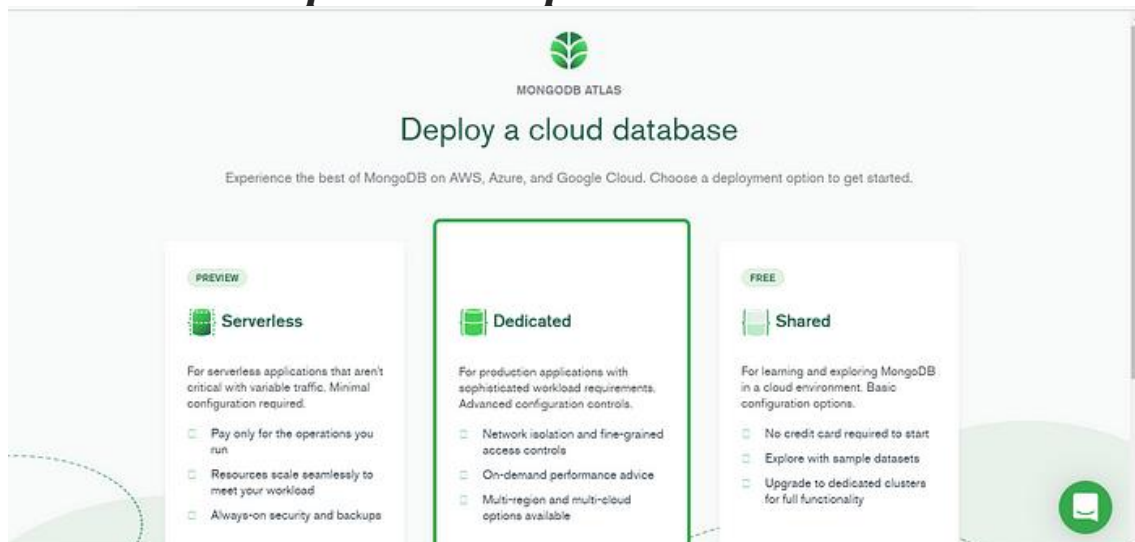 MONGODB ATLAS
Deploy a cloud database
Experience the best of MongoDB on AWS, Azure, and Google Cloud. Choose a deployment option to get started.
PREVIEW
Serverless
For serverless applications that aren't
critical with variable traffic. Minimal
configuration required.
Pay only for the operations you
run
Resources scale seamlessly to
meet your workload
Always-on security and backups
Dedicated
For production applications with
sophisticated workload requirements.
Advanced configuration controls.
Network isolation and fine-grained
access controls
On-demand performance advice
Multi-region and multi-cloud
options available
FREE
Shared
For learning and exploring MongoDB
in a cloud environment. Basic
configuration options.
No credit card required to start
Explore with sample datasets
Upgrade to dedicated clusters
for full functionality